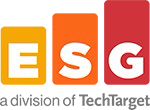 ESG
a division of TechTarget